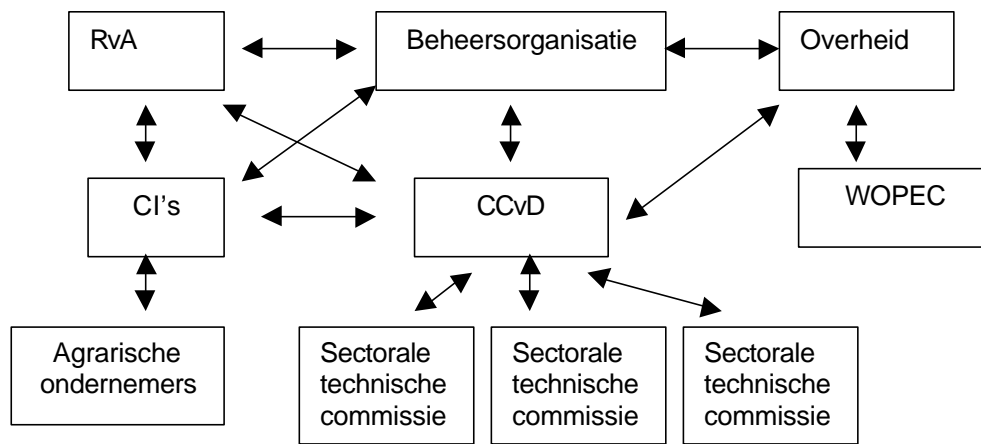 RvA
Beheersorganisatie
Overheid
CI's
CCvD
WOPEC
Agrarische
ondernemers
Sectorale
technische
commissie
Sectorale
technische
commissie
Sectorale
technische
commissie